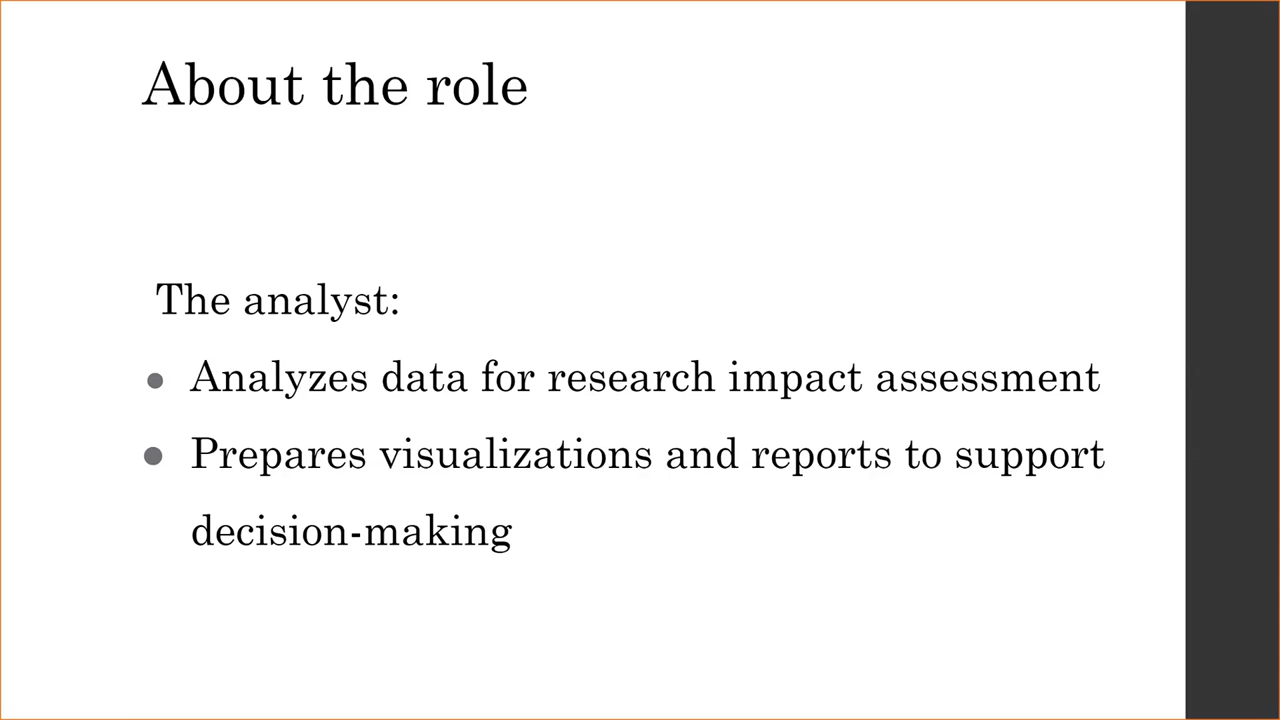 About the role
The analyst:
● Analyzes data for research impact assessment
● Prepares visualizations and reports to support
decision-making